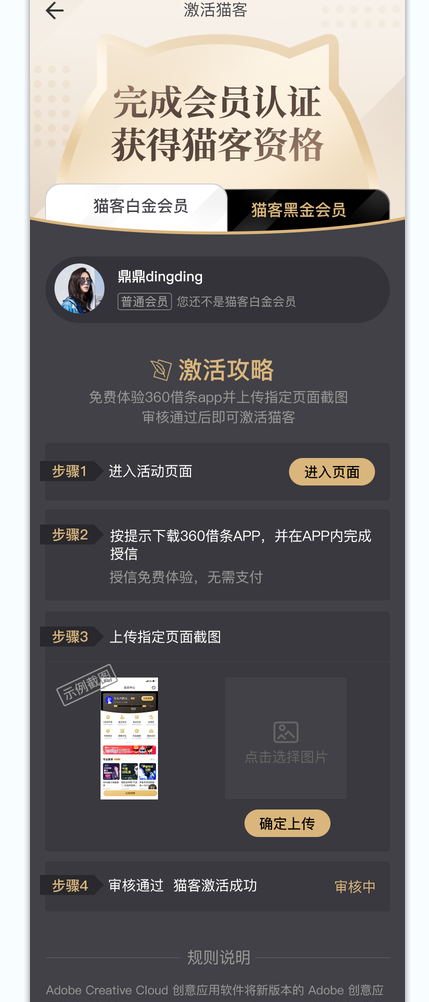 激活猫客
完成会员认证
获得猫客资格
猫客白金会员
猫客黑金会员
鼎鼎dingding
普通会员 您还不是猫客白金会员
激活攻略
免费体验360借条app并上传指定页面截图
审核通过后即可激活猫客
步骤1 进入活动页面 进入页面
步骤2 按提示下载360借条APP，并在APP内完成
授信
授信免费体验，无需支付
步骤3 上传指定页面截图
示例截图
点击选择图片
确定上传
步骤4 审核通过 猫客激活成功 审核中
规则说明
Adobe Creative Cloud 创意应用软件将新版本的 Adobe 创意应